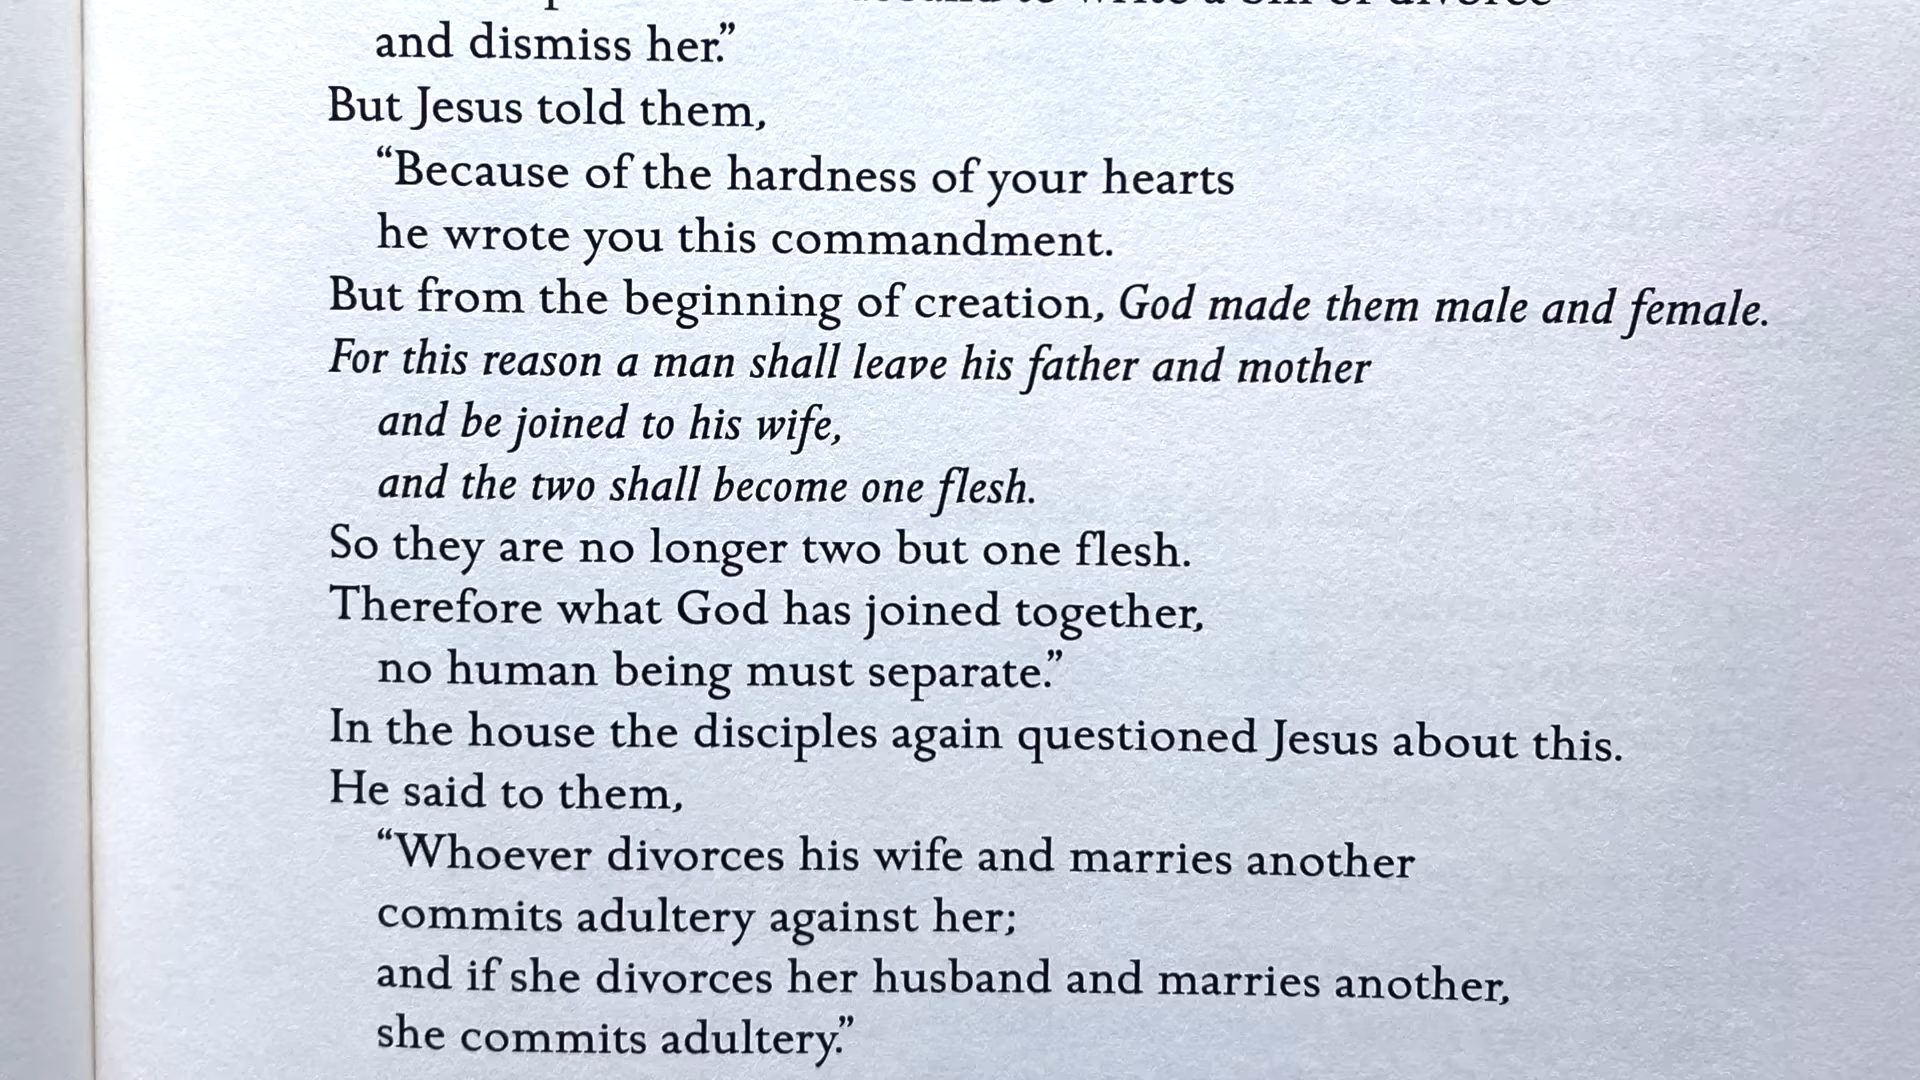 to write a bill of divorce
and dismiss her.”
But Jesus told them,
“Because of the hardness of your hearts
he wrote you this commandment.
But from the beginning of creation, God made them male and female.
For this reason a man shall leave his father and mother
and be joined to his wife,
and the two shall become one flesh.
So they are no longer two but one flesh.
Therefore what God has joined together,
no human being must separate.”
In the house the disciples again questioned Jesus about this.
He said to them,
“Whoever divorces his wife and marries another
commits adultery against her;
and if she divorces her husband and marries another,
she commits adultery.”